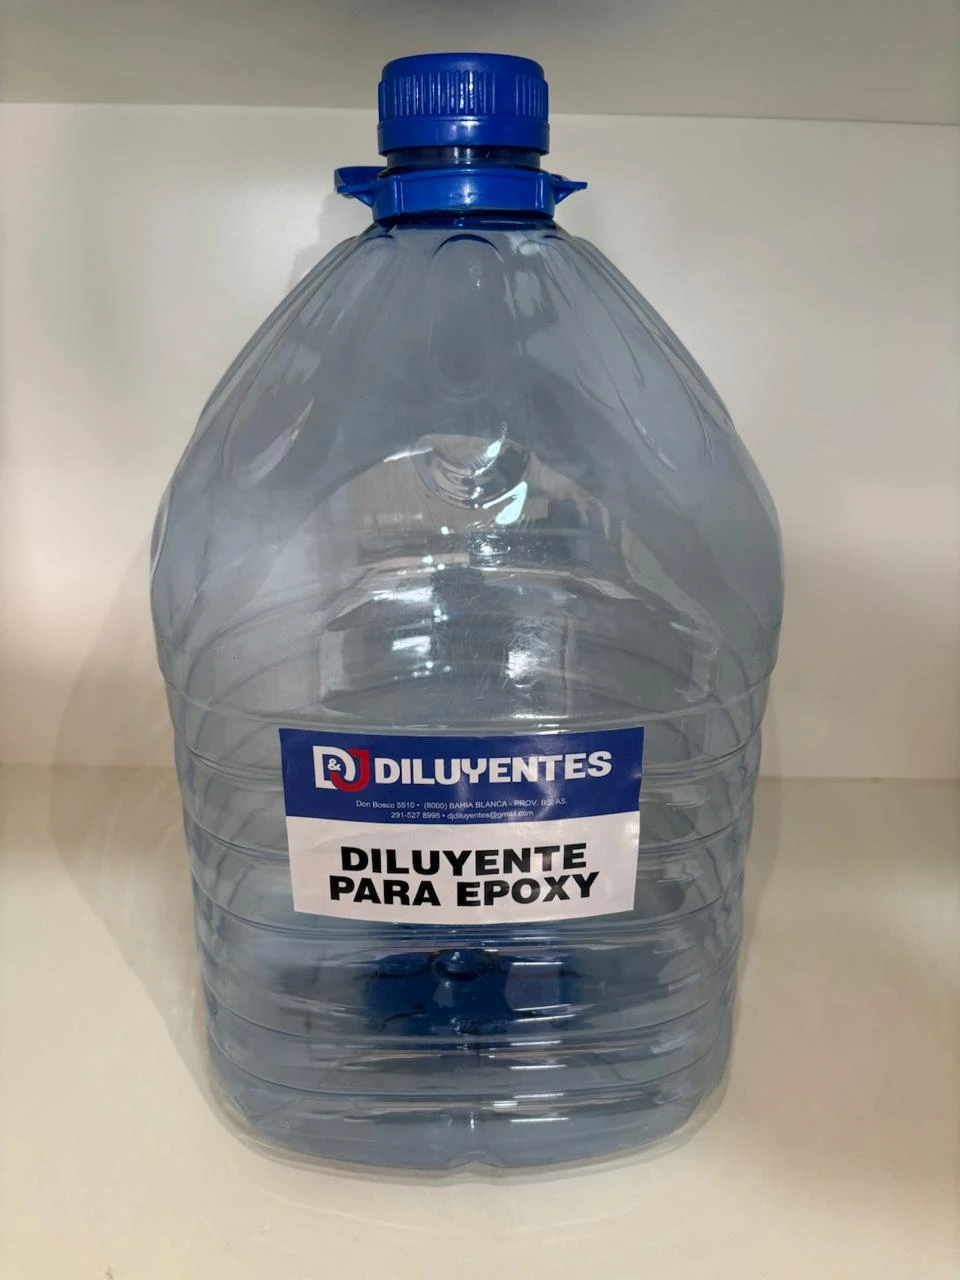 D&J DILUYENTES
Don Bosco 5510 • (8000) BAHIA BLANCA - PROV. BS. AS.
291-527 8995 • djdiluyentes@gmail.com
DILUYENTE
PARA EPOXY